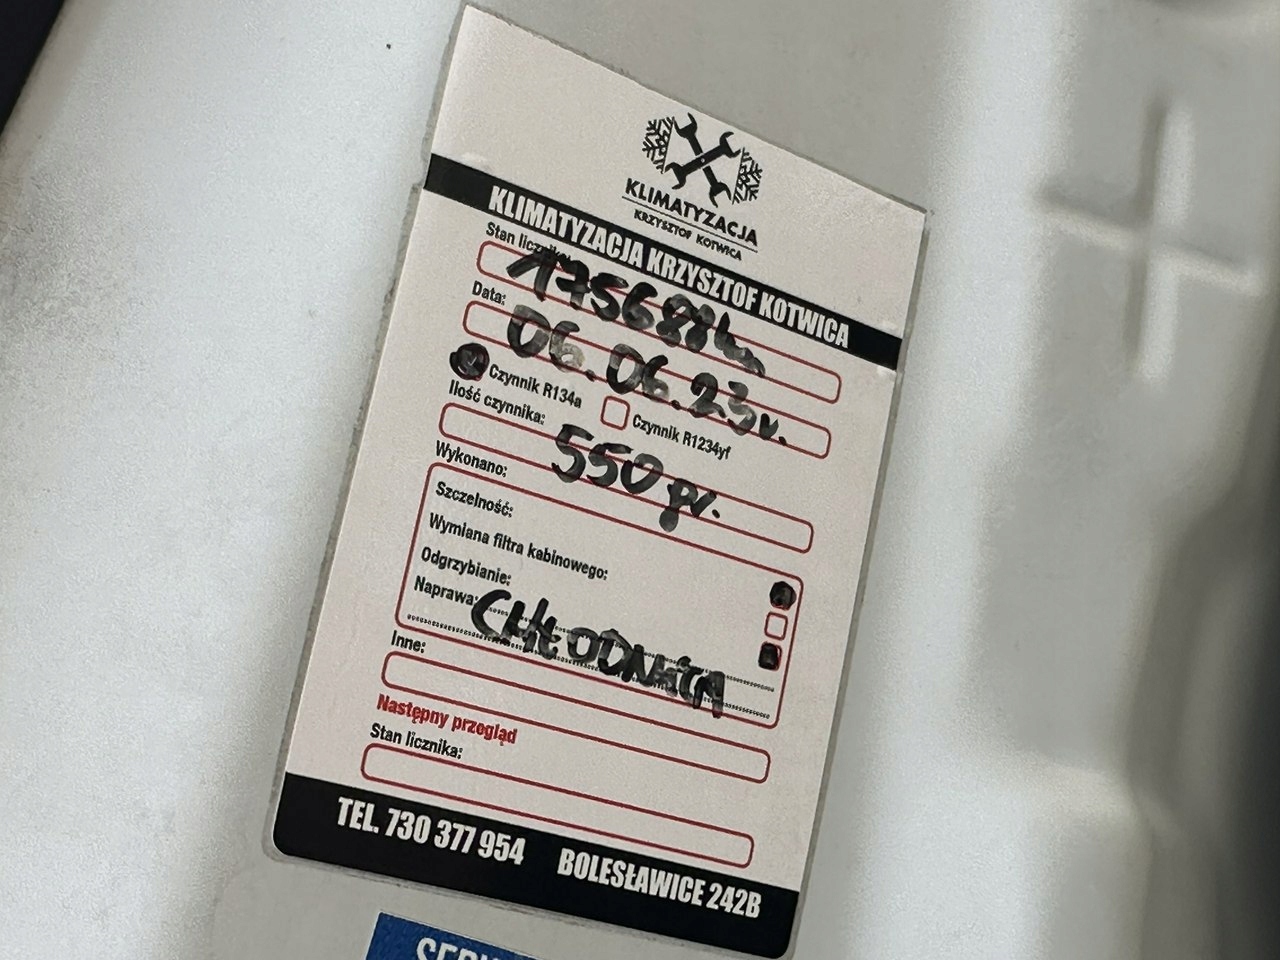 KLIMATYZACJA
KRZYSZTOF KOTWICA
KLIMATYZACJA KRZYSZTOF KOTWICA
Stan licznika:
175688km
Data:
06.06.23r.
Czynnik R134a Czynnik R1234yf
Ilość czynnika:
550 gr.
Wykonano:
Szczelność:
Wymiana filtra kabinowego:
Odgrzybianie:
Naprawa: CHŁODNICA
Inne:
Następny przegląd
Stan licznika:
TEL. 730 377 954 BOLESŁAWICE 242B